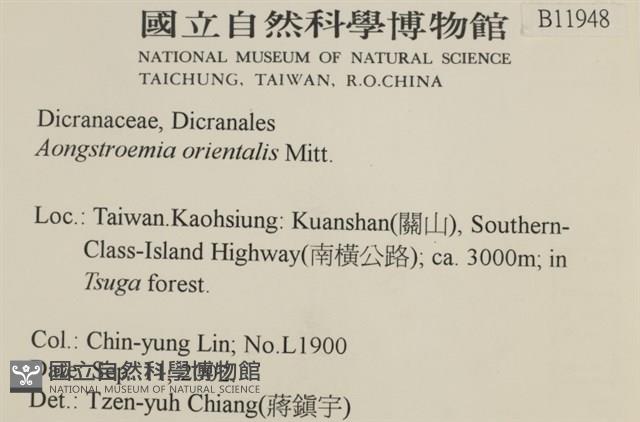 國立自然科學博物館
B11948
NATIONAL MUSEUM OF NATURAL SCIENCE
TAICHUNG, TAIWAN, R.O.CHINA
Dicranaceae, Dicranales
Aongstroemia orientalis Mitt.
Loc.: Taiwan.Kaohsiung: Kuanshan(關山), Southern-
Class-Island Highway(南橫公路); ca. 3000m; in
Tsuga forest.
Col.: Chin-yung Lin; No.L1900
國立自然科學博物館
NATIONAL MUSEUM OF NATURAL SCIENCE
Det.: Tzen-yuh Chiang(蔣鎮宇)